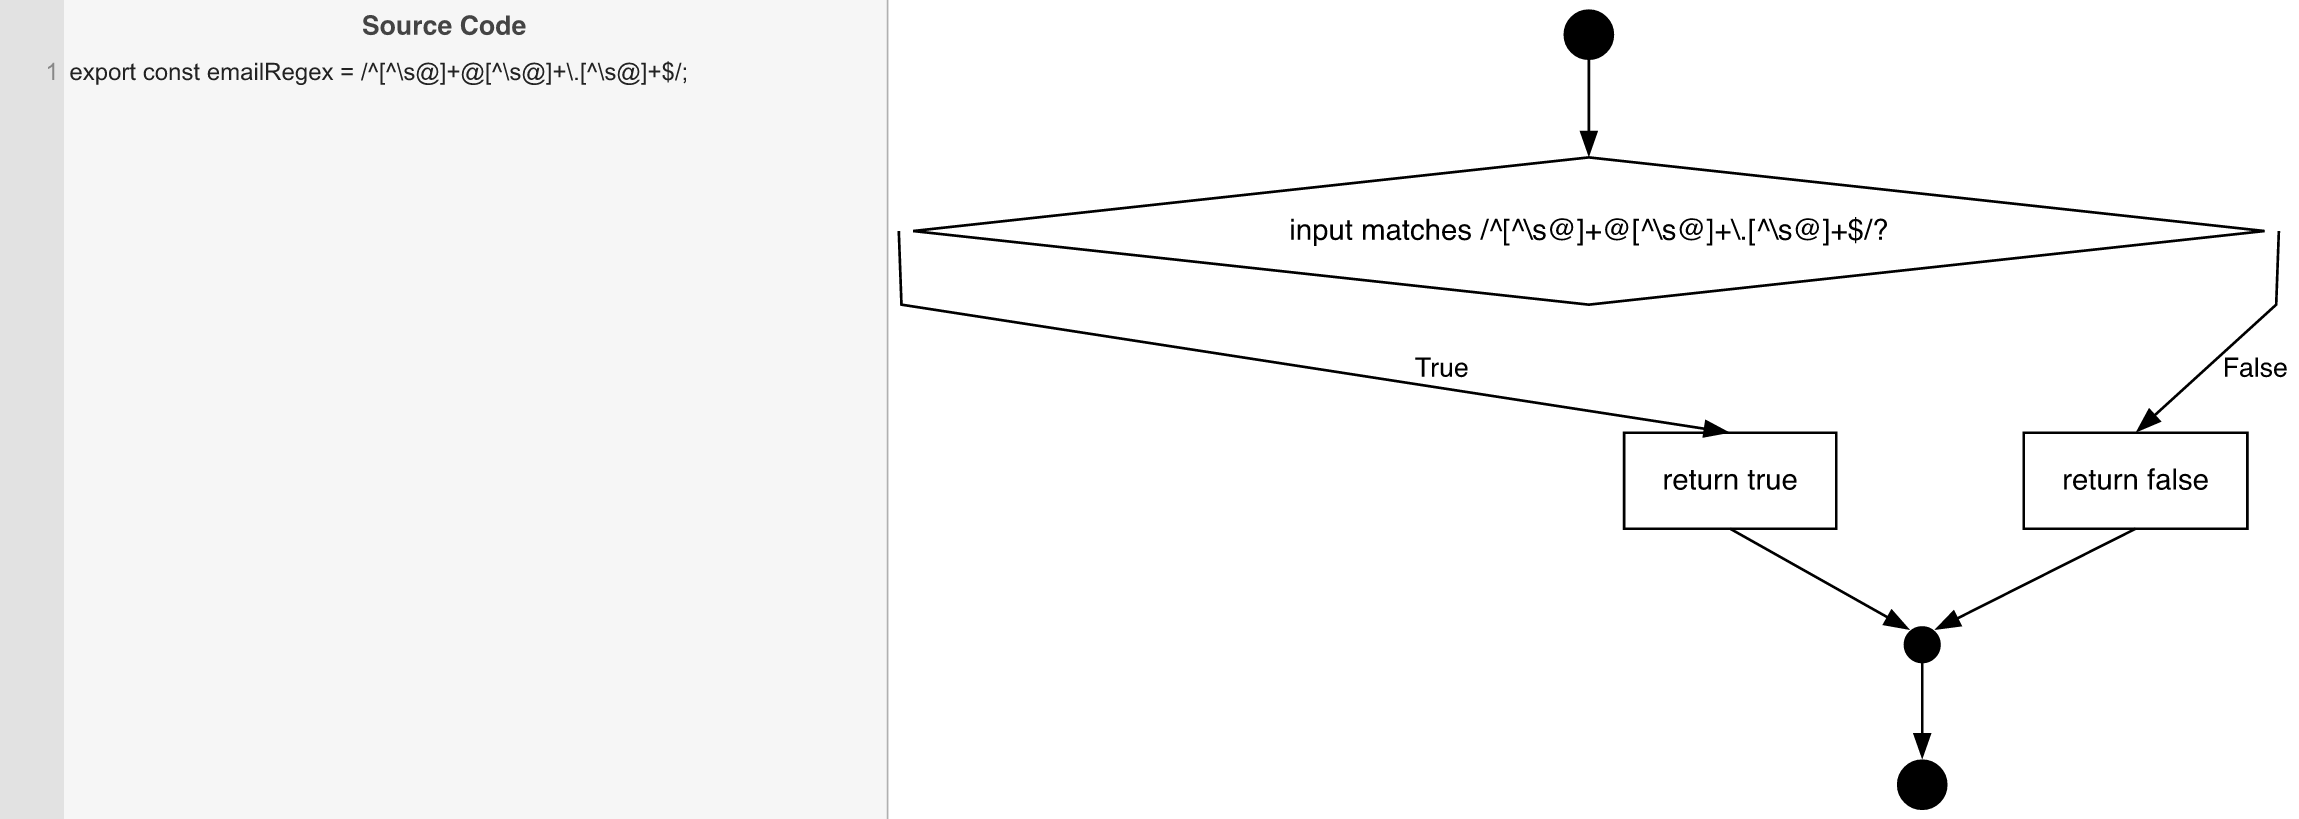 Source Code
1 export const emailRegex = /^[^\s@]+@[^\s@]+\.[^\s@]+$/;
input matches /^[^\s@]+@[^\s@]+\.[^\s@]+$/?
True
False
return true
return false